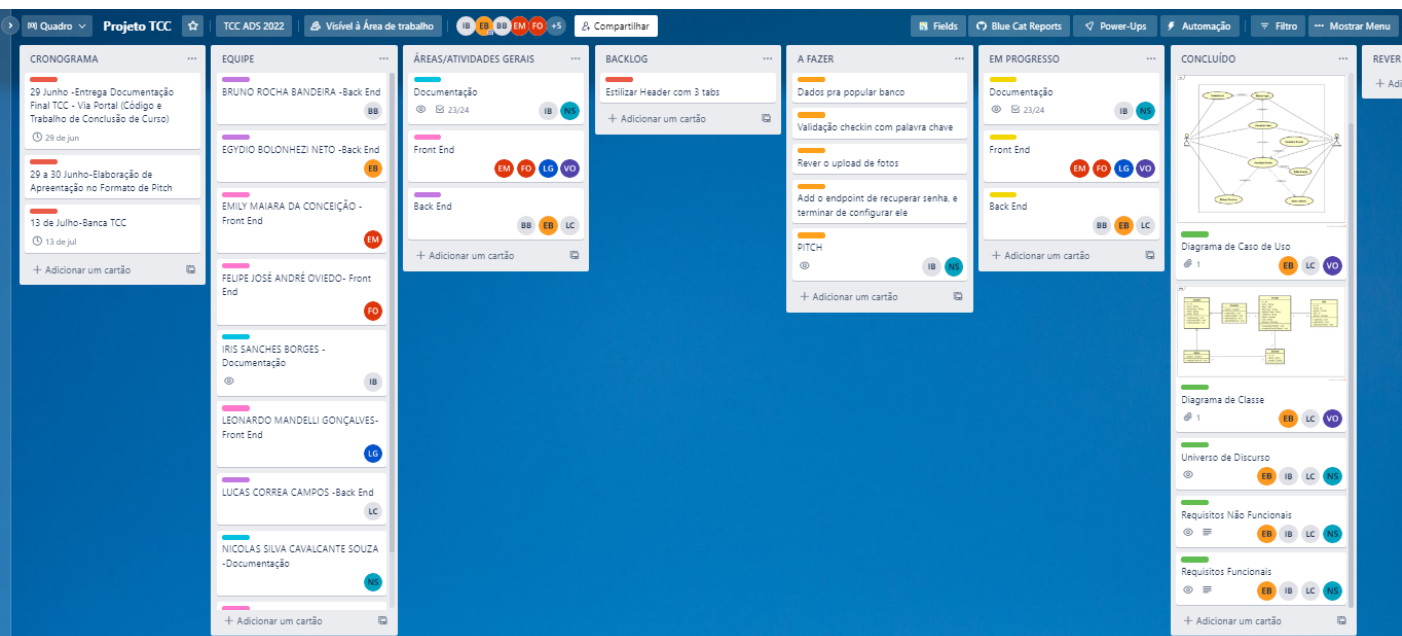 Quadro
Projeto TCC
TCC ADS 2022
Visível à Área de trabalho
IB
EB
BB
EM
FO
+5
Compartilhar
Fields
Blue Cat Reports
Power-Ups
Automação
Filtro
Mostrar Menu
CRONOGRAMA
29 Junho -Entrega Documentação
Final TCC - Via Portal (Código e
Trabalho de Conclusão de Curso)
29 de jun
29 a 30 Junho-Elaboração de
Apreentação no Formato de Pitch
13 de Julho-Banca TCC
13 de jul
Adicionar um cartão
EQUIPE
BRUNO ROCHA BANDEIRA -Back End
BB
EGYDIO BOLONHEZI NETO -Back End
EB
EMILY MAIARA DA CONCEIÇÃO -
Front End
EM
FELIPE JOSÉ ANDRÉ OVIEDO- Front
End
FO
IRIS SANCHES BORGES -
Documentação
IB
LEONARDO MANDELLI GONÇALVES-
Front End
LG
LUCAS CORREA CAMPOS -Back End
LC
NICOLAS SILVA CAVALCANTE SOUZA
-Documentação
NS
Adicionar um cartão
ÁREAS/ATIVIDADES GERAIS
Documentação
23/24
IB
NS
Front End
EM
FO
LG
VO
Back End
BB
EB
LC
Adicionar um cartão
BACKLOG
Estilizar Header com 3 tabs
Adicionar um cartão
A FAZER
Dados pra popular banco
Validação checkin com palavra chave
Rever o upload de fotos
Add o endpoint de recuperar senha, e
terminar de configurar ele
PITCH
IB
NS
Adicionar um cartão
EM PROGRESSO
Documentação
23/24
IB
NS
Front End
EM
FO
LG
VO
Back End
BB
EB
LC
Adicionar um cartão
CONCLUÍDO
Diagrama de Caso de Uso
1
EB
LC
VO
Diagrama de Classe
1
EB
LC
VO
Universo de Discurso
EB
IB
LC
NS
Requisitos Não Funcionais
EB
IB
LC
NS
Requisitos Funcionais
EB
IB
LC
NS
Adicionar um cartão
REVER
Adi